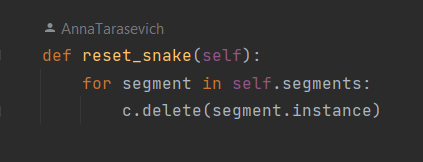 AnnaTarasevich
def reset_snake(self):
    for segment in self.segments:
        c.delete(segment.instance)